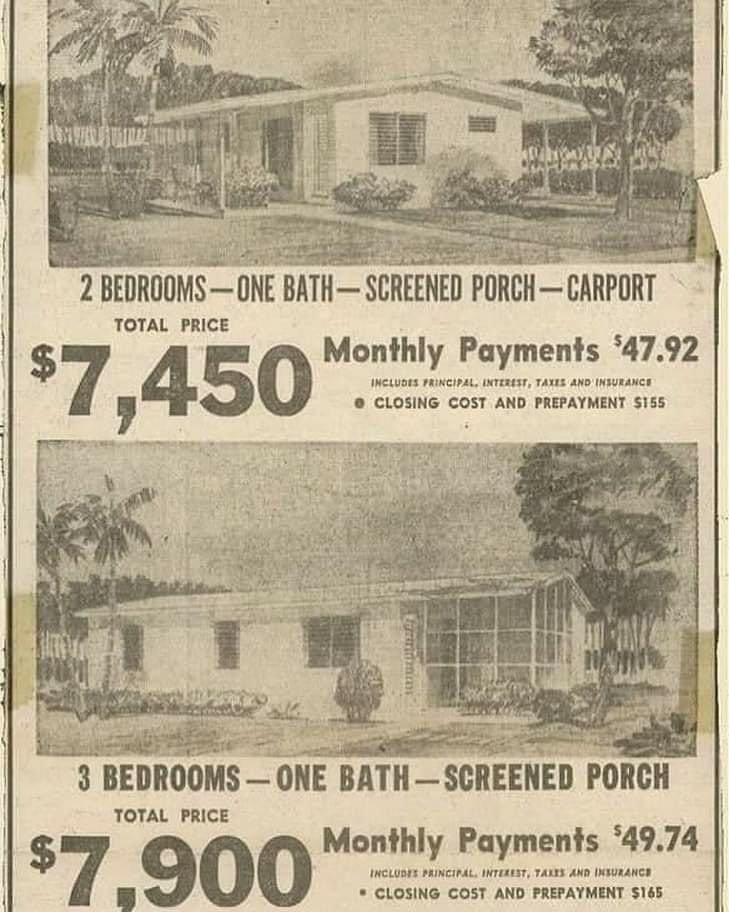 2 BEDROOMS — ONE BATH — SCREENED PORCH — CARPORT
TOTAL PRICE
$7,450
Monthly Payments $47.92
INCLUDES PRINCIPAL, INTEREST, TAXES AND INSURANCE
● CLOSING COST AND PREPAYMENT $155
3 BEDROOMS — ONE BATH — SCREENED PORCH
TOTAL PRICE
$7,900
Monthly Payments $49.74
INCLUDES PRINCIPAL, INTEREST, TAXES AND INSURANCE
• CLOSING COST AND PREPAYMENT $165